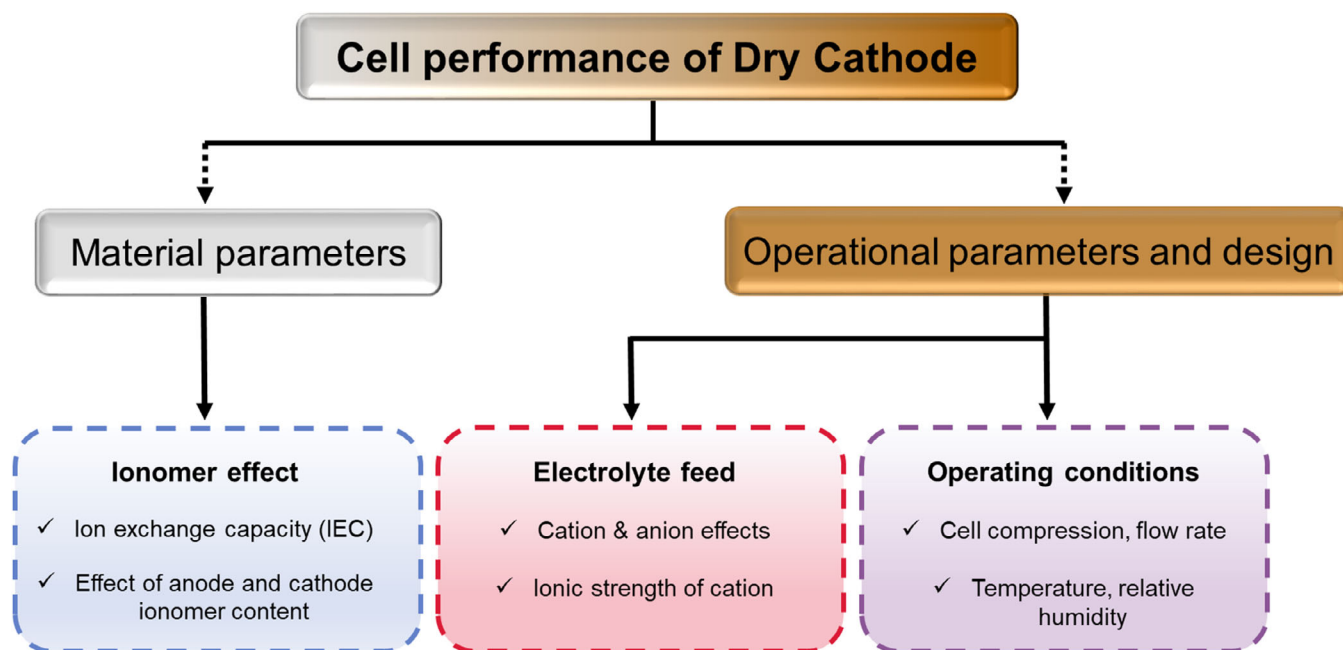 Cell performance of Dry Cathode
Material parameters
Operational parameters and design
Ionomer effect
✓ Ion exchange capacity (IEC)
✓ Effect of anode and cathode
ionomer content
Electrolyte feed
✓ Cation & anion effects
✓ Ionic strength of cation
Operating conditions
✓ Cell compression, flow rate
✓ Temperature, relative
humidity